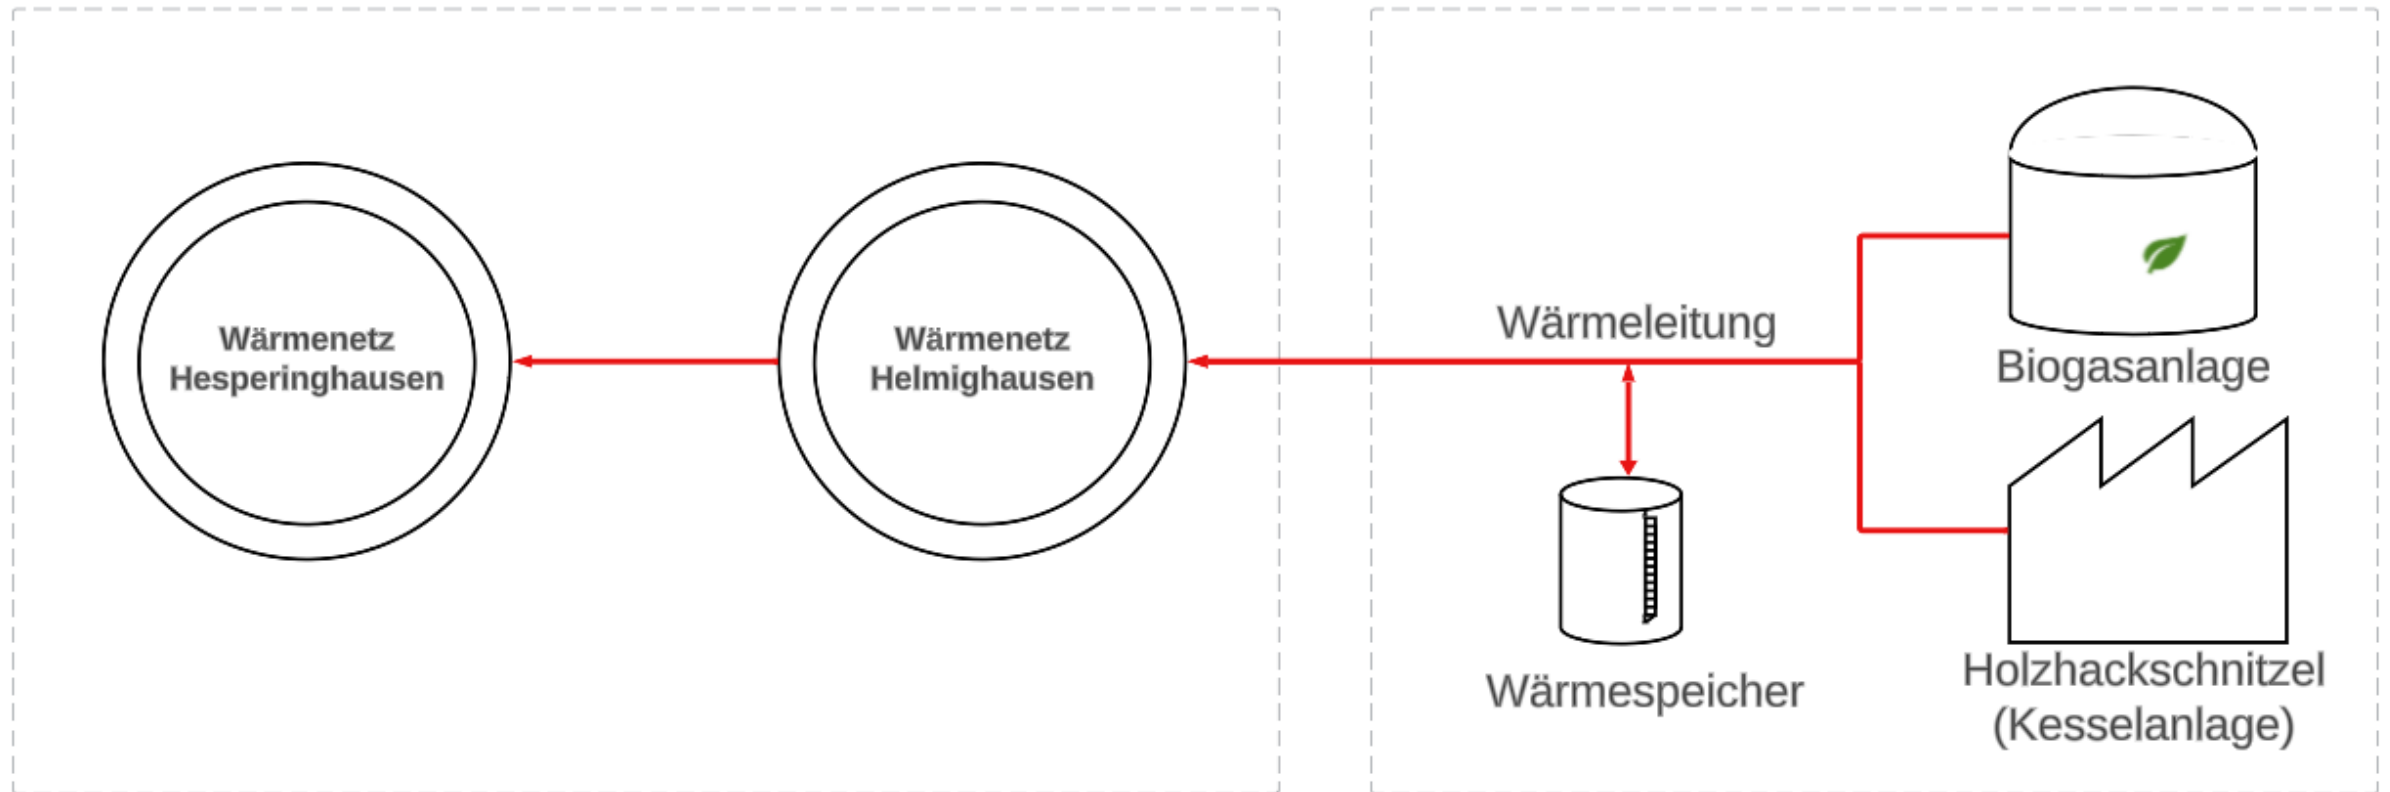 Wärmenetz
Hesperinghausen
Wärmenetz
Helmighausen
Wärmeleitung
Wärmespeicher
Biogasanlage
Holzhackschnitzel
(Kesselanlage)